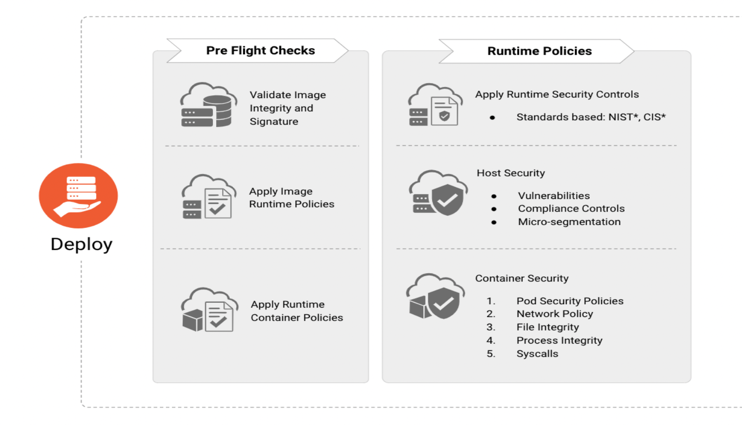 Pre Flight Checks
Validate Image
Integrity and
Signature
Apply Image
Runtime Policies
Apply Runtime
Container Policies
Runtime Policies
Apply Runtime Security Controls
● Standards based: NIST*, CIS*
Host Security
● Vulnerabilities
● Compliance Controls
● Micro-segmentation
Container Security
1. Pod Security Policies
2. Network Policy
3. File Integrity
4. Process Integrity
5. Syscalls
Deploy